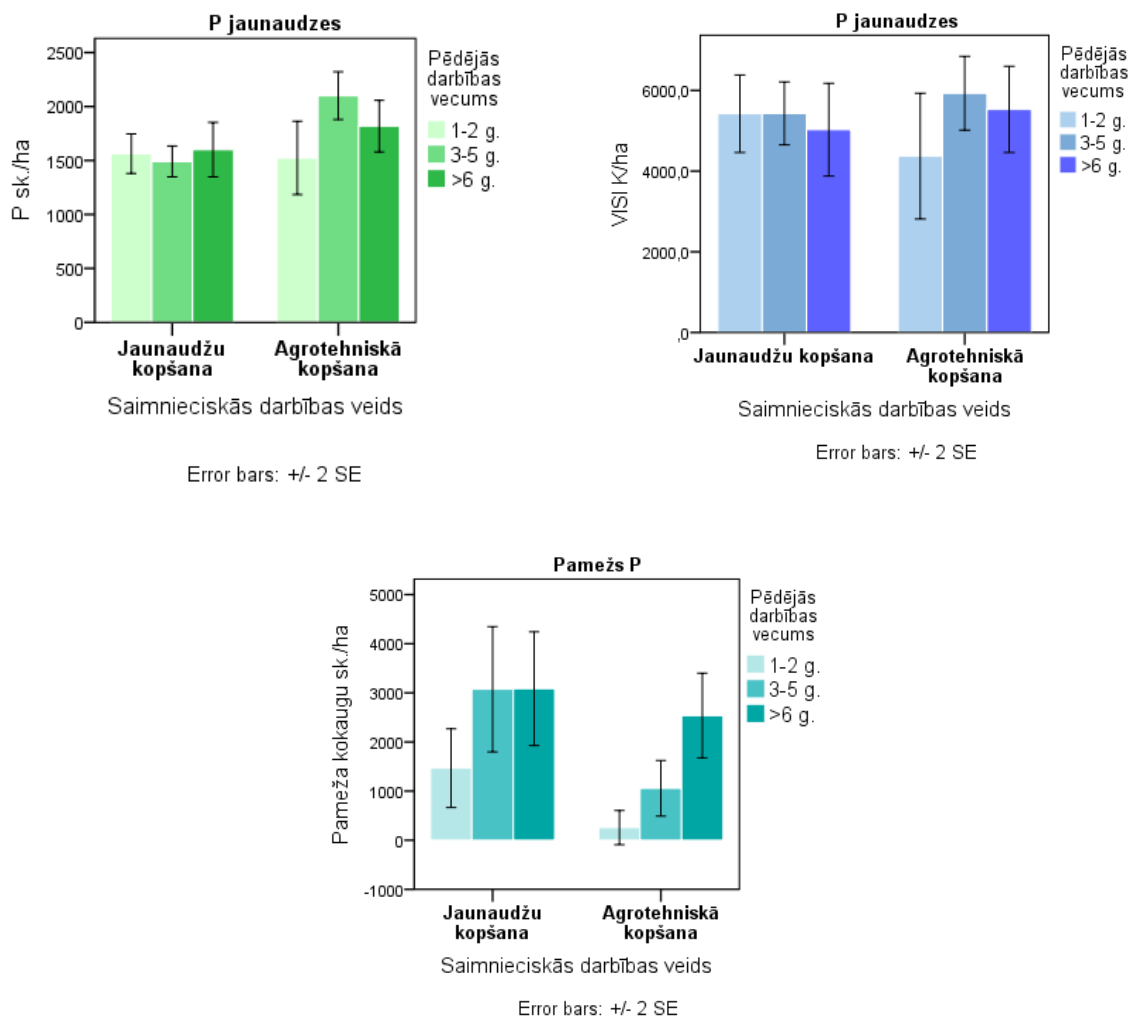 P jaunaudzes
P sk./ha
2500
2000
1500
1000
500
0
Jaunaudžu
kopšana
Agrotehniskā
kopšana
Saimnieciskās darbības veids
Error bars: +/- 2 SE
Pēdējās
darbības
vecums
1-2 g.
3-5 g.
>6 g.
P jaunaudzes
VISI K/ha
6000,0
4000,0
2000,0
,0
Jaunaudžu kopšana
Agrotehniskā
kopšana
Saimnieciskās darbības veids
Error bars: +/- 2 SE
Pēdējās
darbības
vecums
1-2 g.
3-5 g.
>6 g.
Pamežs P
Pameža kokaugu sk./ha
5000
4000
3000
2000
1000
0
-1000
Jaunaudžu
kopšana
Agrotehniskā
kopšana
Saimnieciskās darbības veids
Error bars: +/- 2 SE
Pēdējās
darbības
vecums
1-2 g.
3-5 g.
>6 g.